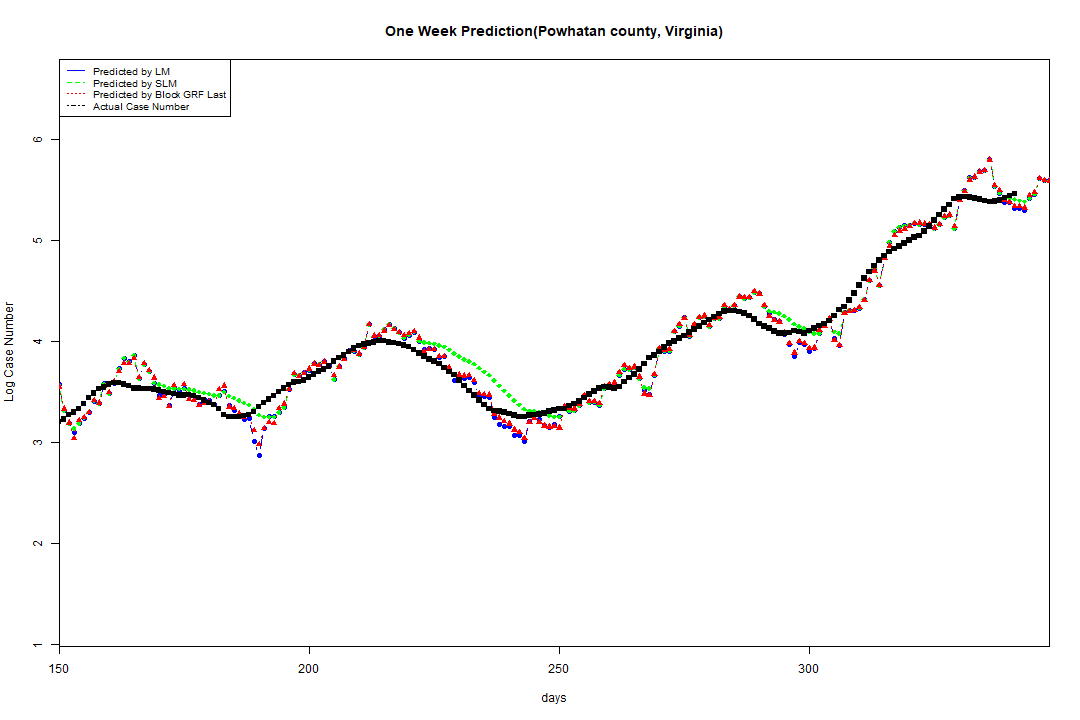 One Week Prediction(Powhatan county, Virginia)
Predicted by LM
Predicted by SLM
Predicted by Block GRF Last
Actual Case Number
Log Case Number
6
5
4
3
2
1
150 200 250 300
days